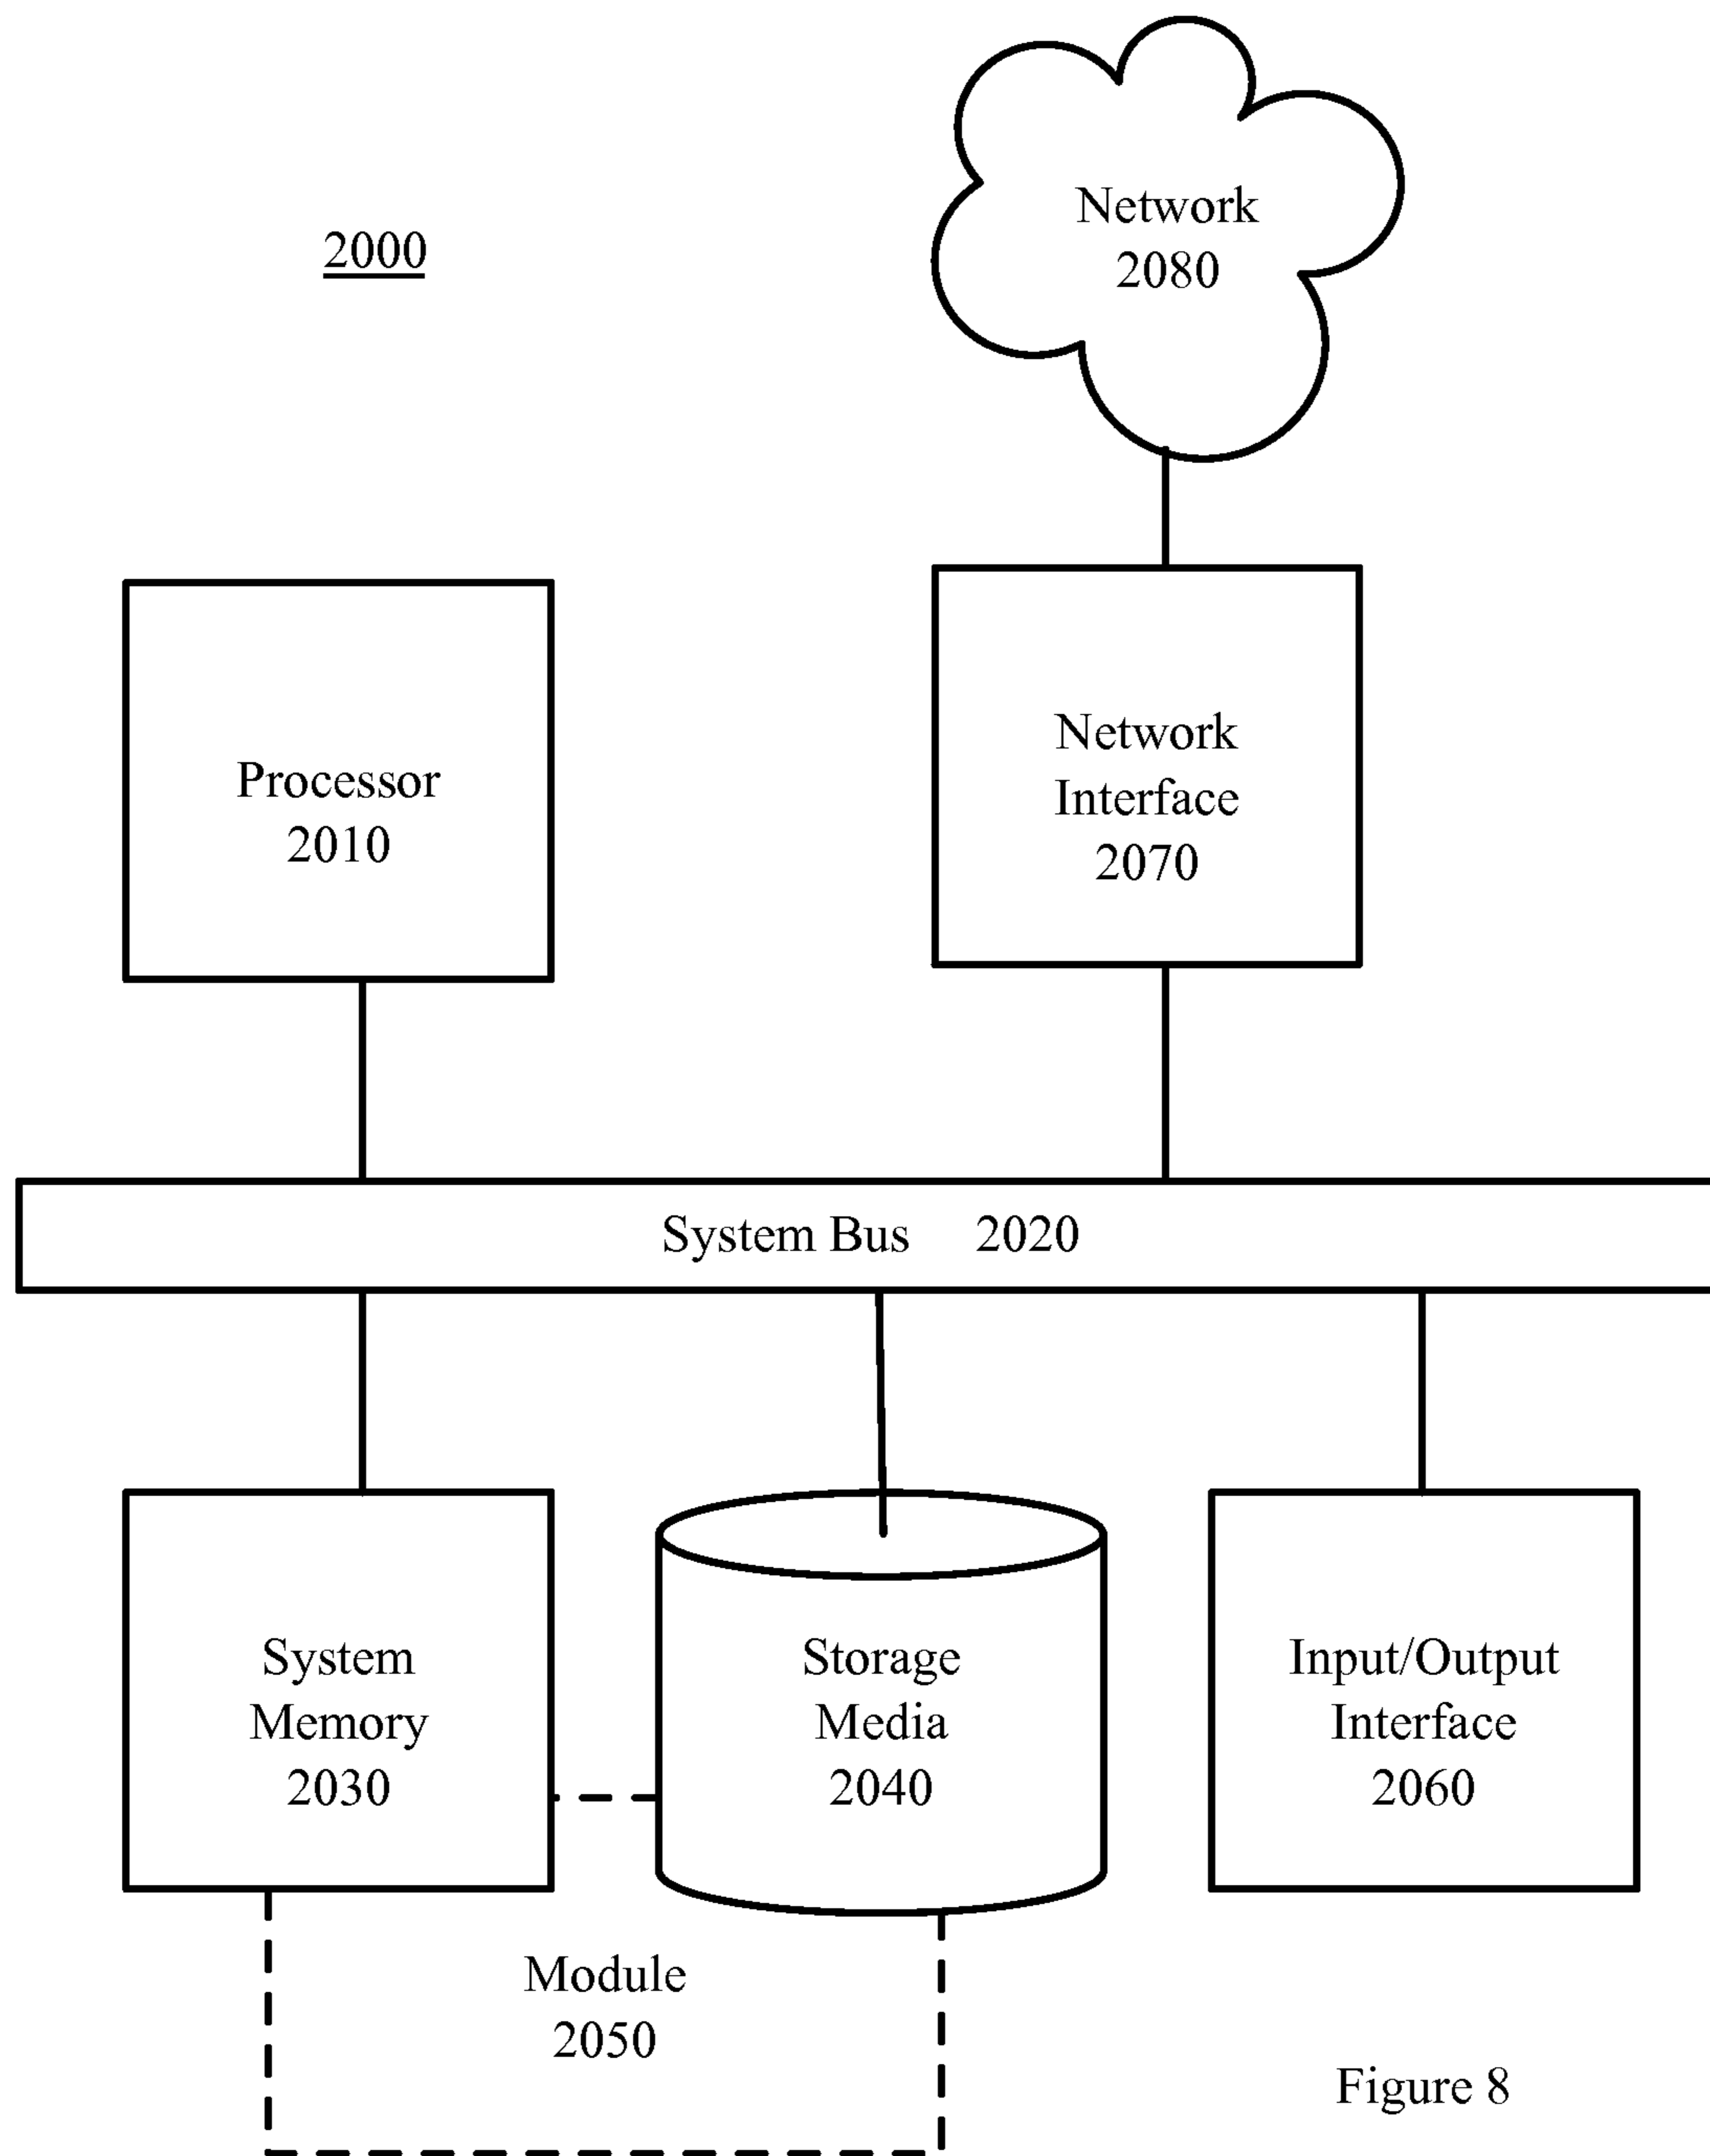 Network
2080
2000
Network
Interface
2070
Processor
2010
System Bus 2020
System
Memory
2030
Storage
Media
2040
Input/Output
Interface
2060
Module
2050
Figure 8